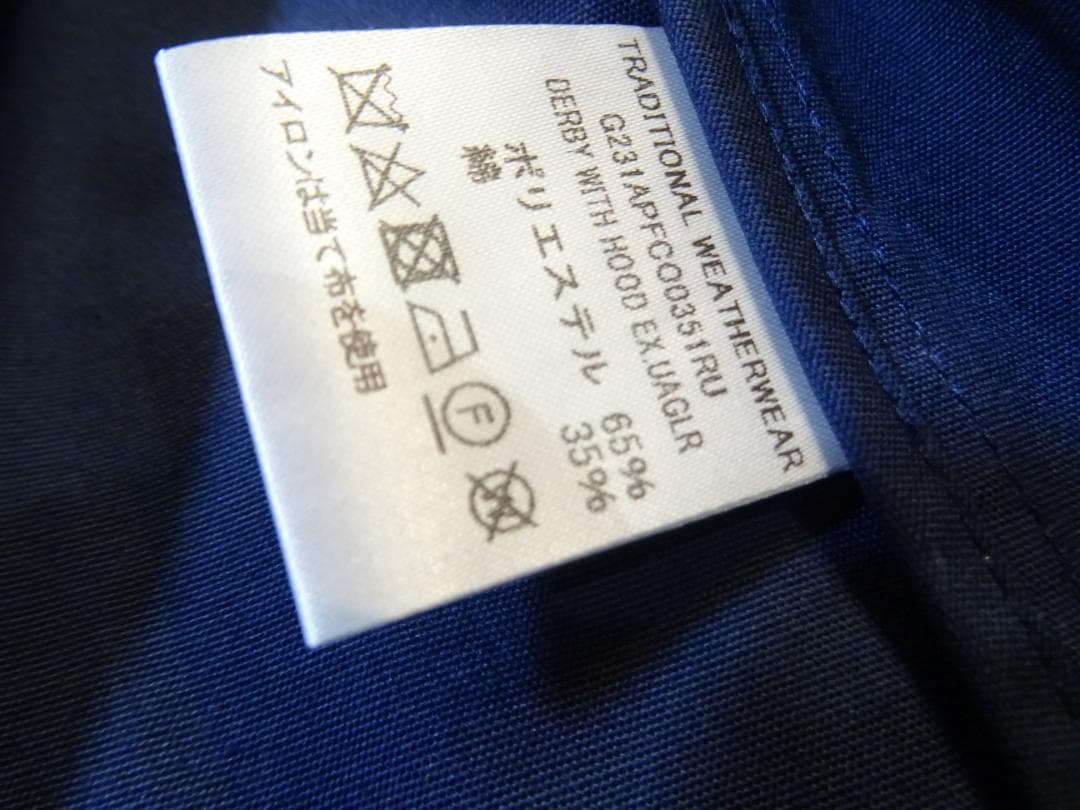 TRADITIONAL WEATHERWEAR
G231APFCO0351RU
DERBY WITH HOOD EX.UAGLR
ポリエステル 65%
綿 35%
F
W
アイロンは当て布を使用